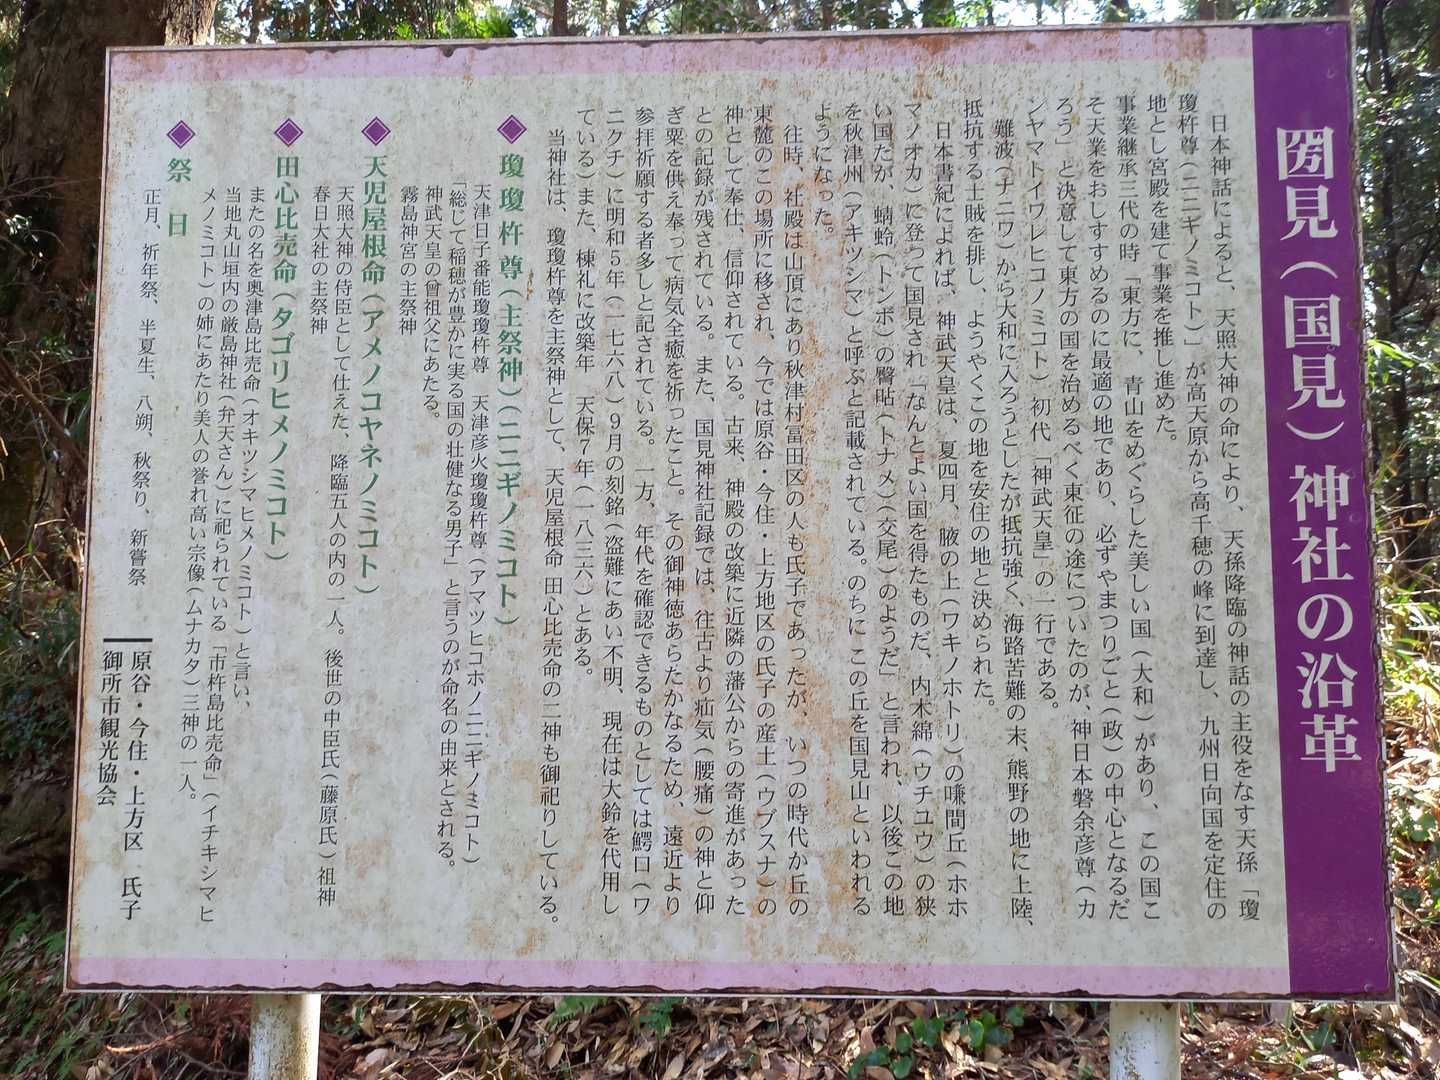 圀見(国見)神社の沿革
日本神話によると、天照大神の命により、天孫降臨の神話の主役をなす天孫「瓊
瓊杵尊(ニニギノミコト)」が高天原から高千穂の峰に到達し、九州日向国を定住の
地とし宮殿を建て事業を推し進めた。
事業継承三代の時「東方に、青山をめぐらした美しい国(大和)があり、この国こ
そ天業をおしすすめるのに最適の地であり、必ずやまつりごと(政)の中心となるだ
ろう」と決意して東方の国を治めるべく東征の途についたのが、神日本磐余彦尊(カ
ンヤマトイワレヒコノミコト)初代「神武天皇」の一行である。
難波(ナニワ)から大和に入ろうとしたが抵抗強く、海路苦難の末、熊野の地に上陸、
抵抗する土賊を排し、ようやくこの地を安住の地と決められた。
日本書紀によれば、神武天皇は、夏四月、腋の上(ワキノホトリ)の嗛間丘(ホホ
マノオカ)に登って国見され「なんとよい国を得たものだ、内木綿(ウチユウ)の狭
い国だが、蜻蛉(トンボ)の臀呫(トナメ)(交尾)のようだ」と言われ、以後この地
を秋津州(アキツシマ)と呼ぶと記載されている。のちに この丘を国見山といわれる
ようになった。
往時、社殿は山頂にあり秋津村富田区の人も氏子であったが、いつの時代か丘の
東麓のこの場所に移され、今では原谷・今住・上方地区の氏子の産土(ウブスナ)の
神として奉仕、信仰されている。古来、神殿の改築に近隣の藩公からの寄進があった
との記録が残されている。また、国見神社記録では、往古より疝気(腰痛)の神と仰
ぎ粟を供え奉って病気全癒を祈ったこと。その御神徳あらたかなるため、遠近より
参拝祈願する者多しと記されている。一方、年代を確認できるものとしては鰐口(ワ
ニクチ)に明和5年(一七六八)9月の刻銘(盗難にあい不明、現在は大鈴を代用し
ている)また、棟礼に改築年 天保7年(一八三六)とある。
当神社は、瓊瓊杵尊を主祭神として、天児屋根命 田心比売命の二神も御祀りしている。
◈瓊瓊杵尊(主祭神)(ニニギノミコト)
天津日子番能瓊瓊杵尊 天津彦火瓊瓊杵尊(アマツヒコホノニニギノミコト)
「総じて稲穂が豊かに実る国の壮健なる男子」と言うのが命名の由来とされる。
神武天皇の曾祖父にあたる。
霧島神宮の主祭神
◈天児屋根命(アメノコヤネノミコト)
天照大神の侍臣として仕えた、降臨五人の内の一人。後世の中臣氏(藤原氏)祖神
春日大社の主祭神
◈田心比売命(タゴリヒメノミコト)
またの名を奥津島比売命(オキツシマヒメノミコト)と言い、
当地丸山垣内の厳島神社(弁天さん)に祀られている「市杵島比売命」(イチキシマヒ
メノミコト)の姉にあたり美人の誉れ高い宗像(ムナカタ)三神の一人。
◈祭 日
正月、祈年祭、半夏生、八朔、秋祭り、新嘗祭
原谷・今住・上方区 氏子
御所市観光協会